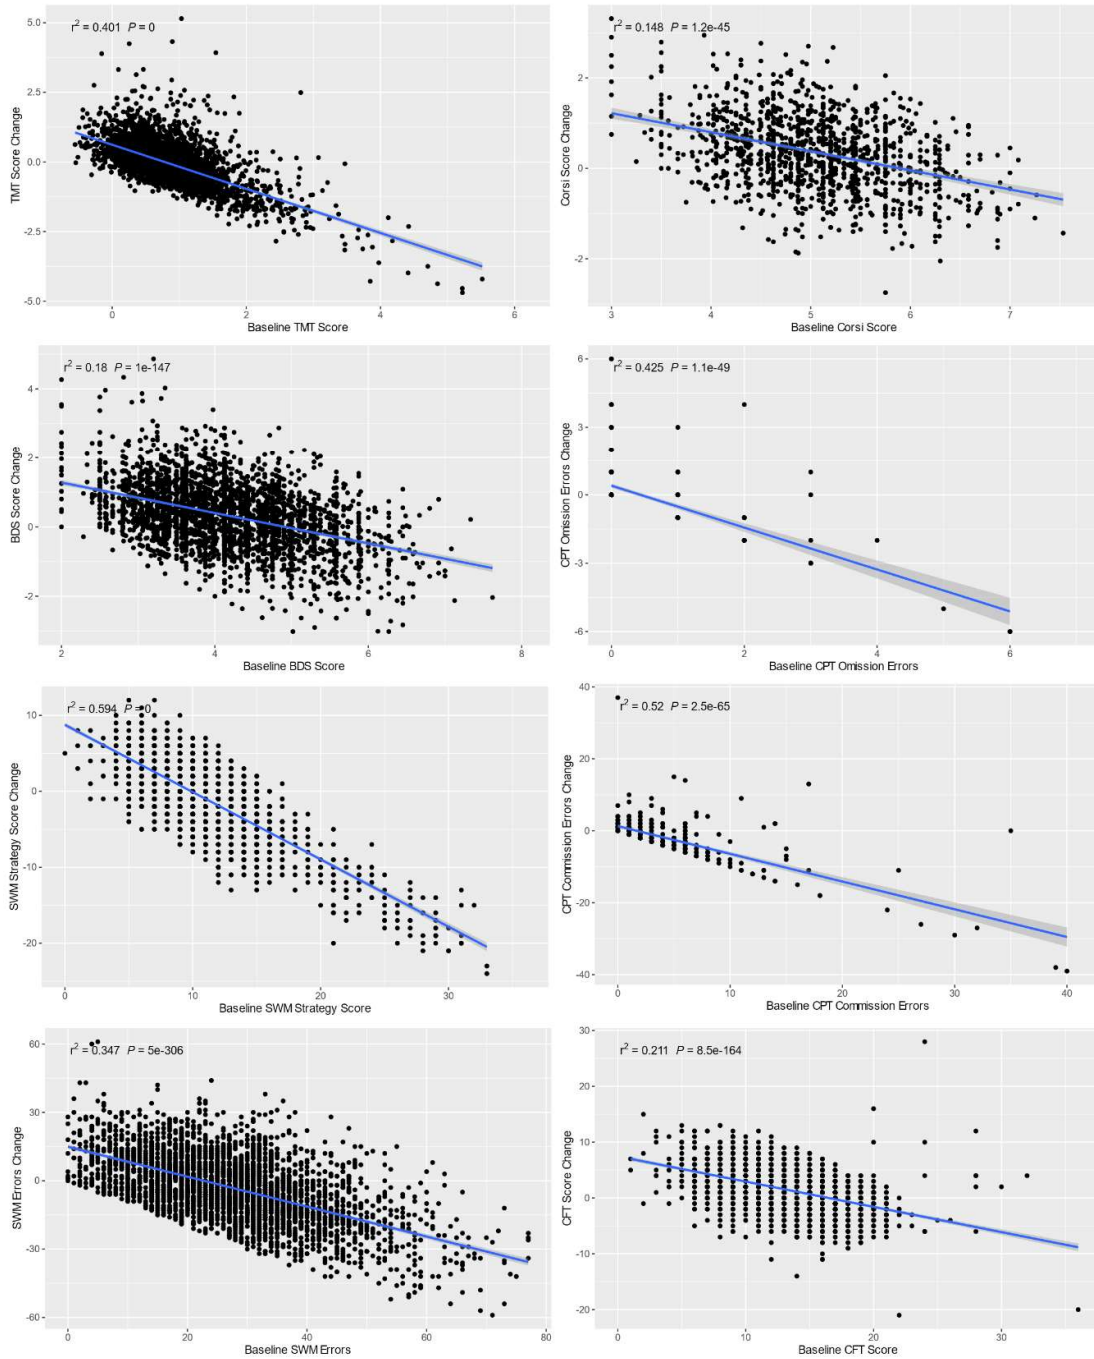 r² = 0.401 P = 0
5.0
2.5
0.0
-2.5
-5.0
TMT Score Change
0 2 4 6
Baseline TMT Score
r² = 0.148 P = 1.2e-45
2
0
-2
Corsi Score Change
3 4 5 6 7
Baseline Corsi Score
r² = 0.18 P = 1e-147
4
2
0
-2
BDS Score Change
2 4 6 8
Baseline BDS Score
r² = 0.425 P = 1.1e-49
6
3
0
-3
-6
CPT Omission Errors Change
0 2 4 6
Baseline CPT Omission Errors
r² = 0.594 P = 0
10
0
-10
-20
SWM Strategy Score Change
0 10 20 30
Baseline SWM Strategy Score
r² = 0.52 P = 2.5e-65
40
20
0
-20
-40
CPT Commission Errors Change
0 10 20 30 40
Baseline CPT Commission Errors
r² = 0.347 P = 5e-306
60
30
0
-30
-60
SWM Errors Change
0 20 40 60 80
Baseline SWM Errors
r² = 0.211 P = 8.5e-164
30
20
10
0
-10
-20
CFT Score Change
0 10 20 30
Baseline CFT Score